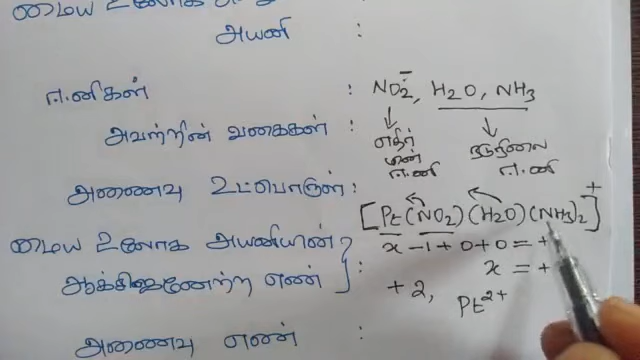 மைய உலோக
அயனி :
ஈனிகள் : NO₂⁻, H₂O, NH₃
அவற்றின் வகைகள் : எதிர் மின் ஈனி நடுநிலை ஈனி
அணைவு உட்பொருள் : [Pt(NO₂)(H₂O)(NH₃)₂]⁺
மைய உலோக அயனியின்? x-1+0+0=+
ஆக்சிஜனேற்ற எண் : x=+
+2, Pt²⁺
அணைவு எண் :